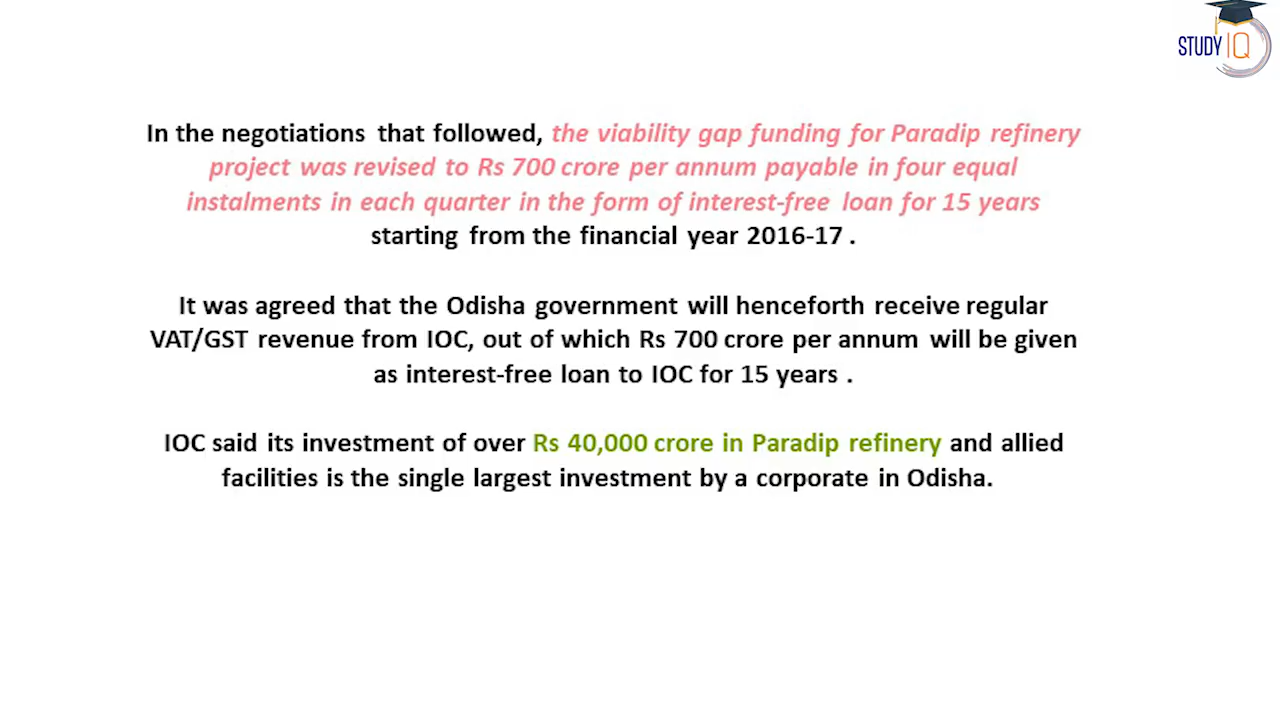 STUDY IQ
In the negotiations that followed, the viability gap funding for Paradip refinery
project was revised to Rs 700 crore per annum payable in four equal
instalments in each quarter in the form of interest-free loan for 15 years
starting from the financial year 2016-17 .
It was agreed that the Odisha government will henceforth receive regular
VAT/GST revenue from IOC, out of which Rs 700 crore per annum will be given
as interest-free loan to IOC for 15 years .
IOC said its investment of over Rs 40,000 crore in Paradip refinery and allied
facilities is the single largest investment by a corporate in Odisha.